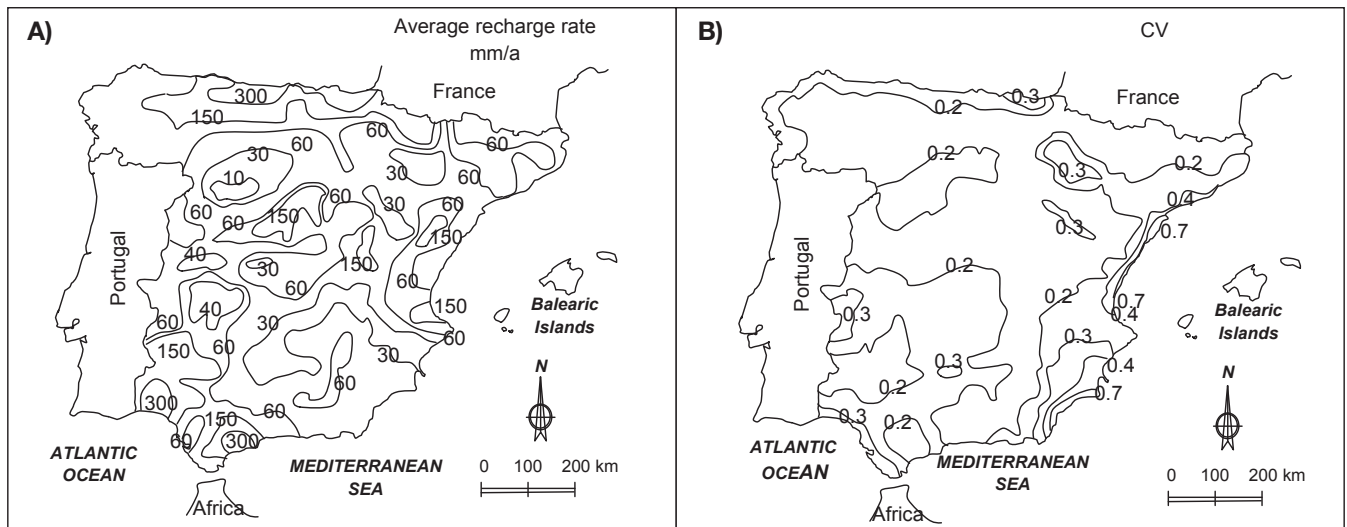 A)
Average recharge rate
mm/a
France
300
150
60
60
60
30
30
10
60
60
60
150
60
30
60
150
40
30
150
60
60
150
40
30
60
60
150
60
30
60
300
150
60
60
300
Portugal
Balearic
Islands
N
ATLANTIC
OCEAN
MEDITERRANEAN
SEA
0 100 200 km
Africa
B)
CV
France
0.3
0.2
0.2
0.2
0.3
0.4
0.3
0.7
0.2
0.2
0.7
0.4
0.3
0.3
0.3
0.4
0.2
0.7
0.3
0.2
Portugal
Balearic
Islands
N
ATLANTIC
OCEAN
MEDITERRANEAN
SEA
0 100 200 km
Africa